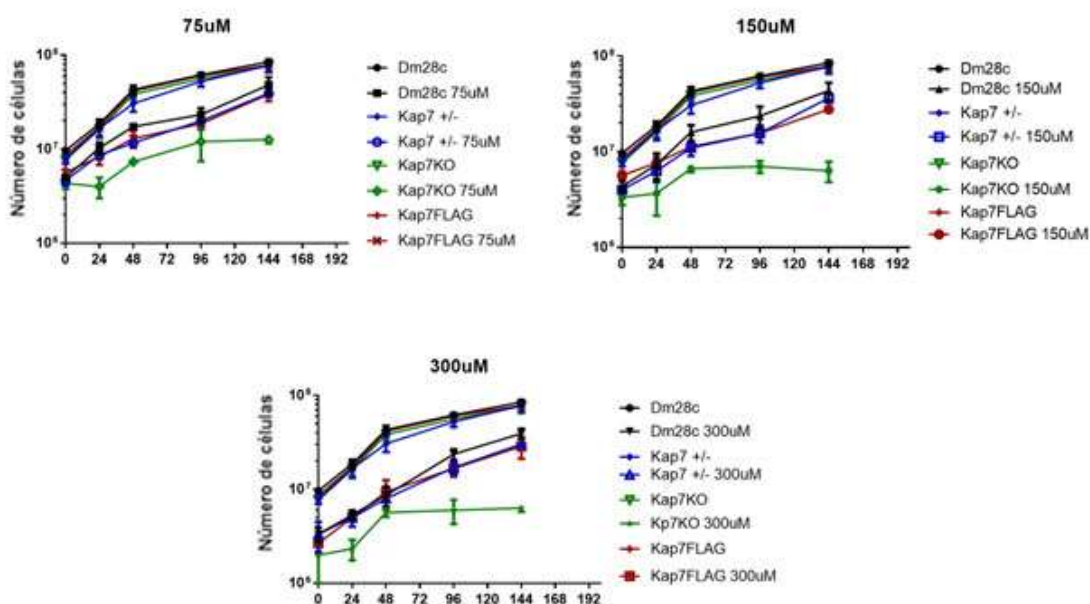 75uM
Número de células
10⁸
10⁷
10⁶
0 24 48 72 96 120 144 168 192
Dm28c
Dm28c 75uM
Kap7 +/-
Kap7 +/- 75uM
Kap7KO
Kap7KO 75uM
Kap7FLAG
Kap7FLAG 75uM
150uM
Número de células
10⁸
10⁷
10⁶
0 24 48 72 96 120 144 168 192
Dm28c
Dm28c 150uM
Kap7 +/-
Kap7 +/- 150uM
Kap7KO
Kap7KO 150uM
Kap7FLAG
Kap7FLAG 150uM
300uM
Número de células
10⁸
10⁷
10⁶
0 24 48 72 96 120 144 168 192
Dm28c
Dm28c 300uM
Kap7 +/-
Kap7 +/- 300uM
Kap7KO
Kp7KO 300uM
Kap7FLAG
Kap7FLAG 300uM